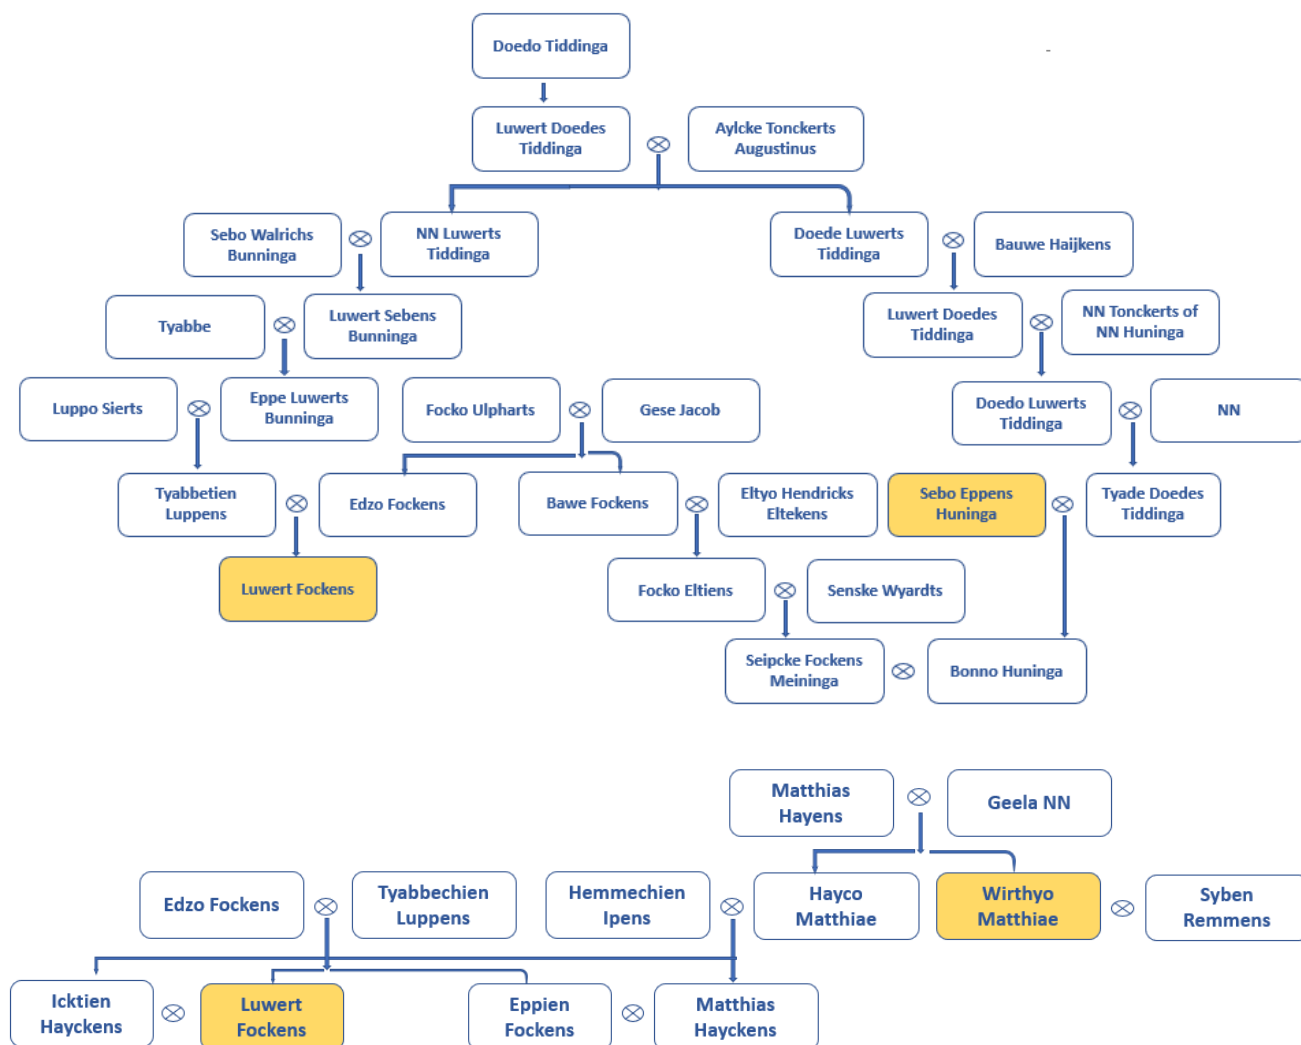 Doedo Tiddinga
Luwert Doedes
Tiddinga
Aylcke Tonckerts
Augustinus
Sebo Walrichs
Bunninga
NN Luwerts
Tiddinga
Doede Luwerts
Tiddinga
Bauwe Haijkens
Tyabbe
Luwert Sebens
Bunninga
Luwert Doedes
Tiddinga
NN Tonckerts of
NN Huninga
Luppo Sierts
Eppe Luwerts
Bunninga
Focko Ulpharts
Gese Jacob
Doedo Luwerts
Tiddinga
NN
Tyabbetien
Luppens
Edzo Fockens
Bawe Fockens
Eltyo Hendricks
Eltekens
Sebo Eppens
Huninga
Tyade Doedes
Tiddinga
Luwert Fockens
Focko Eltiens
Senske Wyardts
Seipcke Fockens
Meininga
Bonno Huninga
Matthias
Hayens
Geela NN
Edzo Fockens
Tyabbechien
Luppens
Hemmechien
Ipens
Hayco
Matthiae
Wirthyo
Matthiae
Syben
Remmens
Icktien
Hayckens
Luwert
Fockens
Eppien
Fockens
Matthias
Hayckens